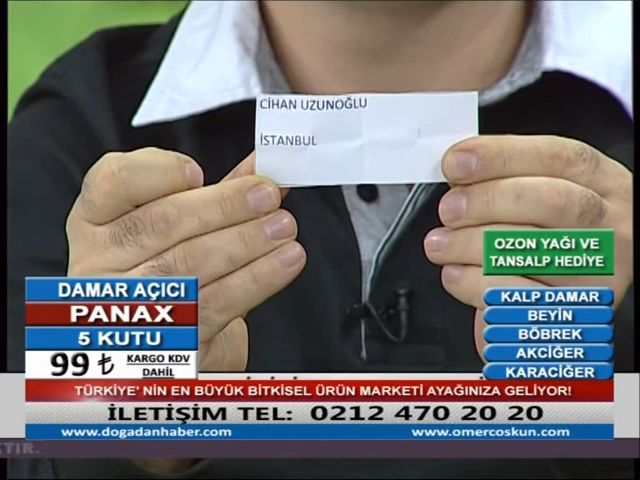 CİHAN UZUNOĞLU
İSTANBUL
OZON YAĞI VE
TANSALP HEDİYE
DAMAR AÇICI
PANAX
5 KUTU
99 ₺ KARGO KDV
DAHİL
KALP DAMAR
BEYİN
BÖBREK
AKCİĞER
KARACİĞER
TÜRKİYE' NİN EN BÜYÜK BİTKİSEL ÜRÜN MARKETİ AYAĞINIZA GELİYOR!
İLETİŞİM TEL: 0212 470 20 20
www.dogadanhaber.com www.omercoskun.com